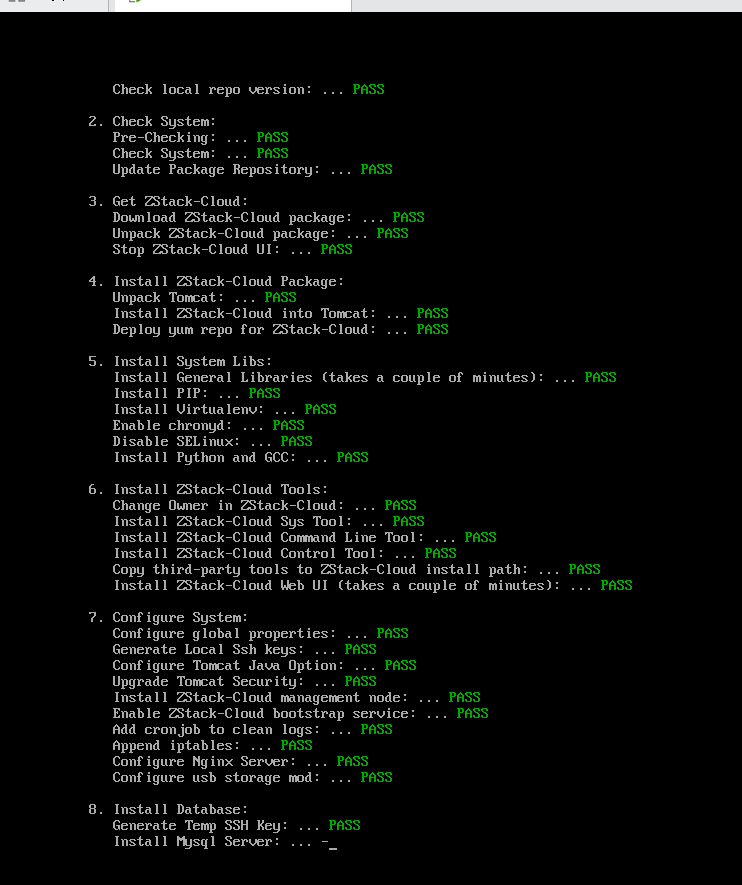 Check local repo version: ... PASS
2. Check System:
Pre-Checking: ... PASS
Check System: ... PASS
Update Package Repository: ... PASS
3. Get ZStack-Cloud:
Download ZStack-Cloud package: ... PASS
Unpack ZStack-Cloud package: ... PASS
Stop ZStack-Cloud UI: ... PASS
4. Install ZStack-Cloud Package:
Unpack Tomcat: ... PASS
Install ZStack-Cloud into Tomcat: ... PASS
Deploy yum repo for ZStack-Cloud: ... PASS
5. Install System Libs:
Install General Libraries (takes a couple of minutes): ... PASS
Install PIP: ... PASS
Install Virtualenv: ... PASS
Enable chronyd: ... PASS
Disable SELinux: ... PASS
Install Python and GCC: ... PASS
6. Install ZStack-Cloud Tools:
Change Owner in ZStack-Cloud: ... PASS
Install ZStack-Cloud Sys Tool: ... PASS
Install ZStack-Cloud Command Line Tool: ... PASS
Install ZStack-Cloud Control Tool: ... PASS
Copy third-party tools to ZStack-Cloud install path: ... PASS
Install ZStack-Cloud Web UI (takes a couple of minutes): ... PASS
7. Configure System:
Configure global properties: ... PASS
Generate Local Ssh keys: ... PASS
Configure Tomcat Java Option: ... PASS
Upgrade Tomcat Security: ... PASS
Install ZStack-Cloud management node: ... PASS
Enable ZStack-Cloud bootstrap service: ... PASS
Add cronjob to clean logs: ... PASS
Append iptables: ... PASS
Configure Nginx Server: ... PASS
Configure usb storage mod: ... PASS
8. Install Database:
Generate Temp SSH Key: ... PASS
Install Mysql Server: ... -_